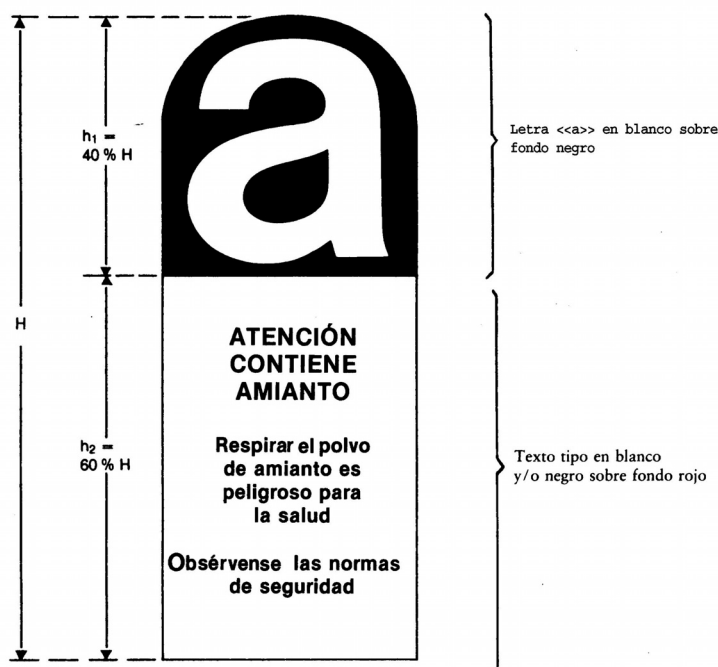 a
h₁ =
40 % H
Letra <<a>> en blanco sobre
fondo negro
H
ATENCIÓN
CONTIENE
AMIANTO
h₂ =
60 % H
Respirar el polvo
de amianto es
peligroso para
la salud
Texto tipo en blanco
y/o negro sobre fondo rojo
Obsérvense las normas
de seguridad